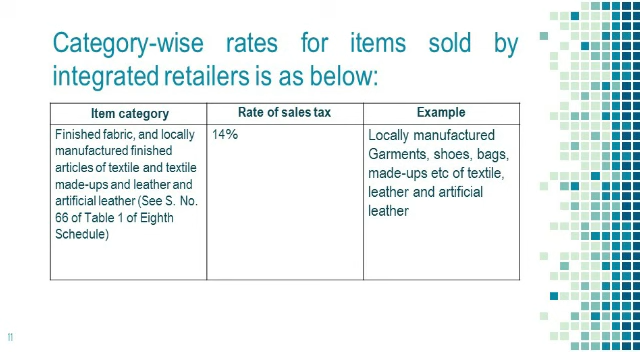 Category-wise rates for items sold by
integrated retailers is as below:
Item category
Rate of sales tax
Example
Finished fabric, and locally
manufactured finished
articles of textile and textile
made-ups and leather and
artificial leather (See S. No.
66 of Table 1 of Eighth
Schedule)
14%
Locally manufactured
Garments, shoes, bags,
made-ups etc of textile,
leather and artificial
leather
11